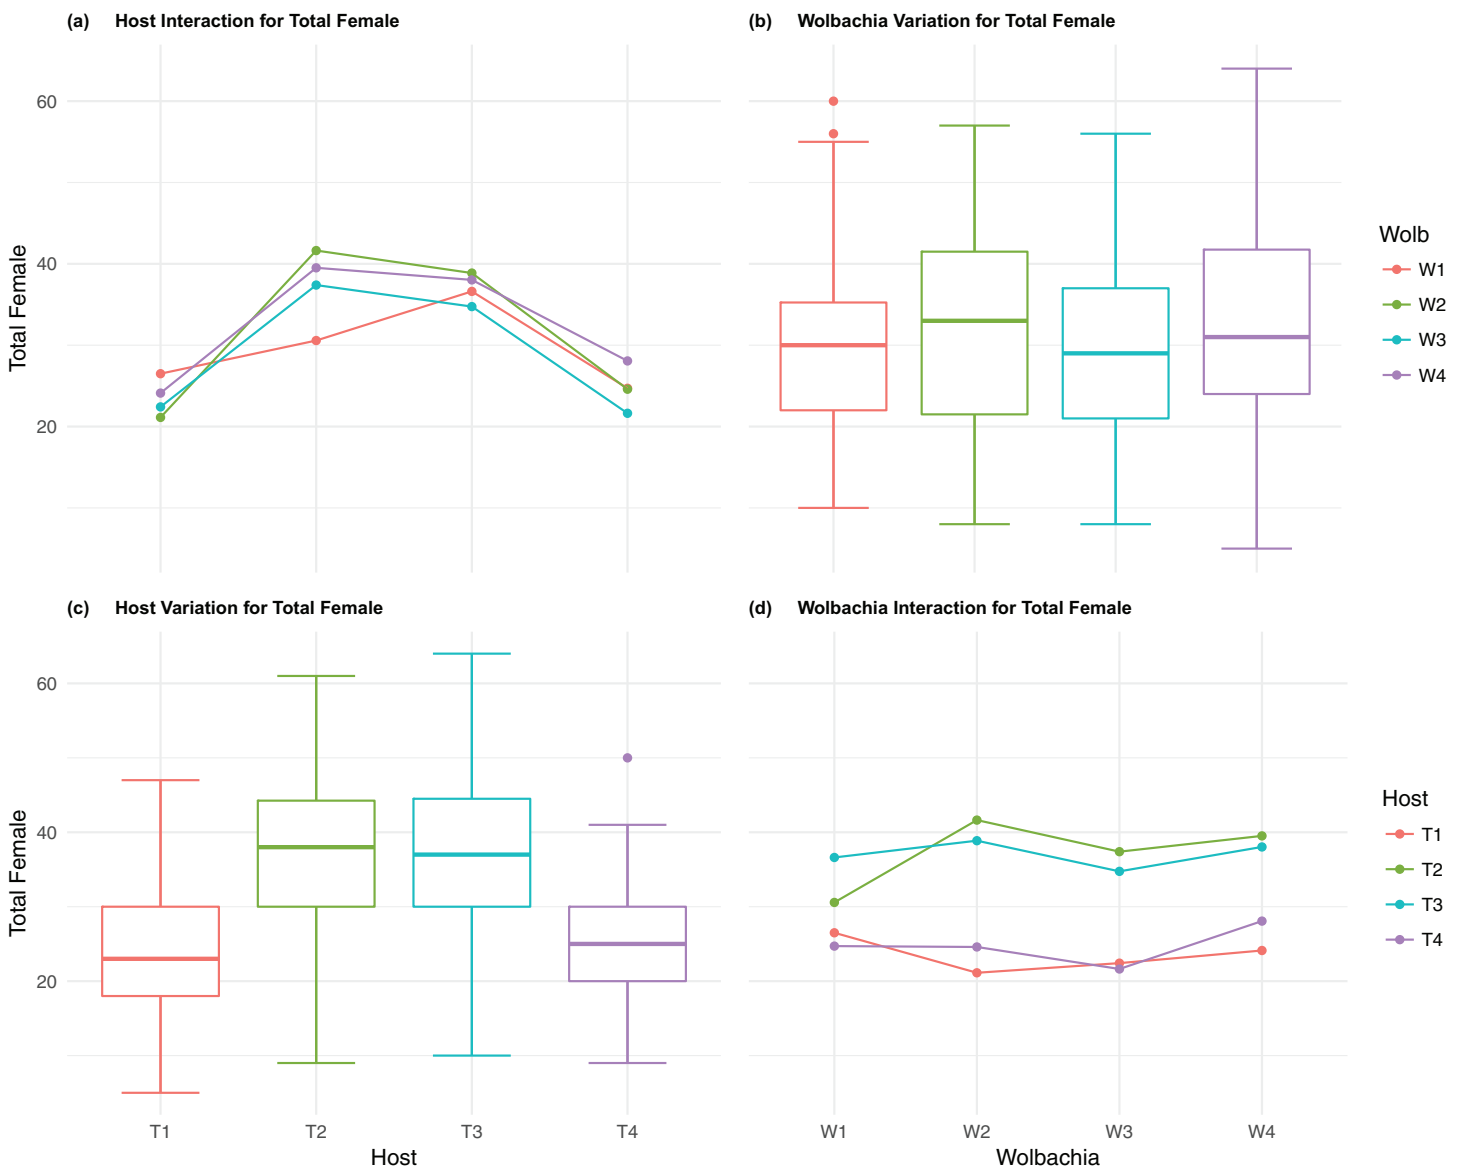 (a) Host Interaction for Total Female
(b) Wolbachia Variation for Total Female
60
40
20
Total Female
Wolb
W1
W2
W3
W4
(c) Host Variation for Total Female
(d) Wolbachia Interaction for Total Female
60
40
20
Total Female
T1 T2 T3 T4
Host
W1 W2 W3 W4
Wolbachia
Host
T1
T2
T3
T4